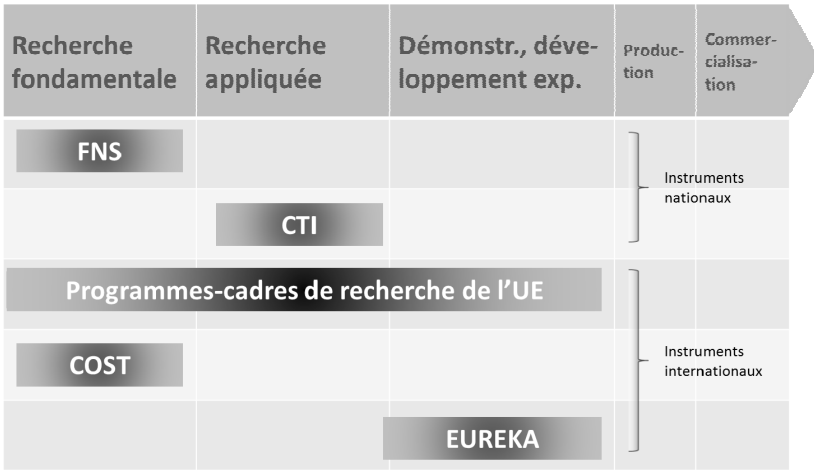 Recherche
fondamentale
Recherche
appliquée
Démonstr., déve-
loppement exp.
Produc-
tion
Commer-
cialisa-
tion
FNS
CTI
Instruments
nationaux
Programmes-cadres de recherche de l’UE
COST
Instruments
internationaux
EUREKA